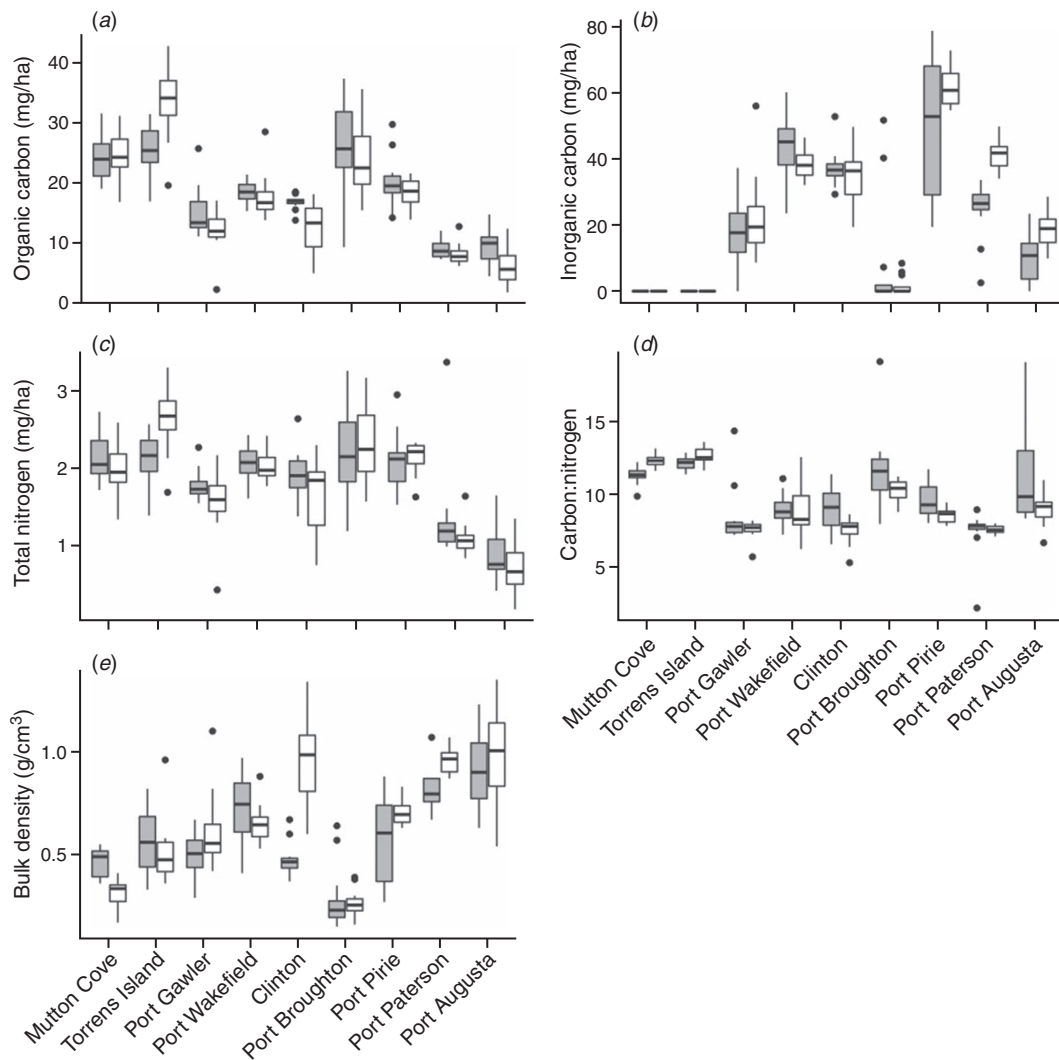 (a)
Organic carbon (mg/ha)
40
30
20
10
0
(b)
Inorganic carbon (mg/ha)
80
60
40
20
0
(c)
Total nitrogen (mg/ha)
3
2
1
(d)
Carbon:nitrogen
15
10
5
Mutton Cove
Torrens Island
Port Gawler
Port Wakefield
Clinton
Port Broughton
Port Pirie
Port Paterson
Port Augusta
(e)
Bulk density (g/cm³)
1.0
0.5
Mutton Cove
Torrens Island
Port Gawler
Port Wakefield
Clinton
Port Broughton
Port Pirie
Port Paterson
Port Augusta